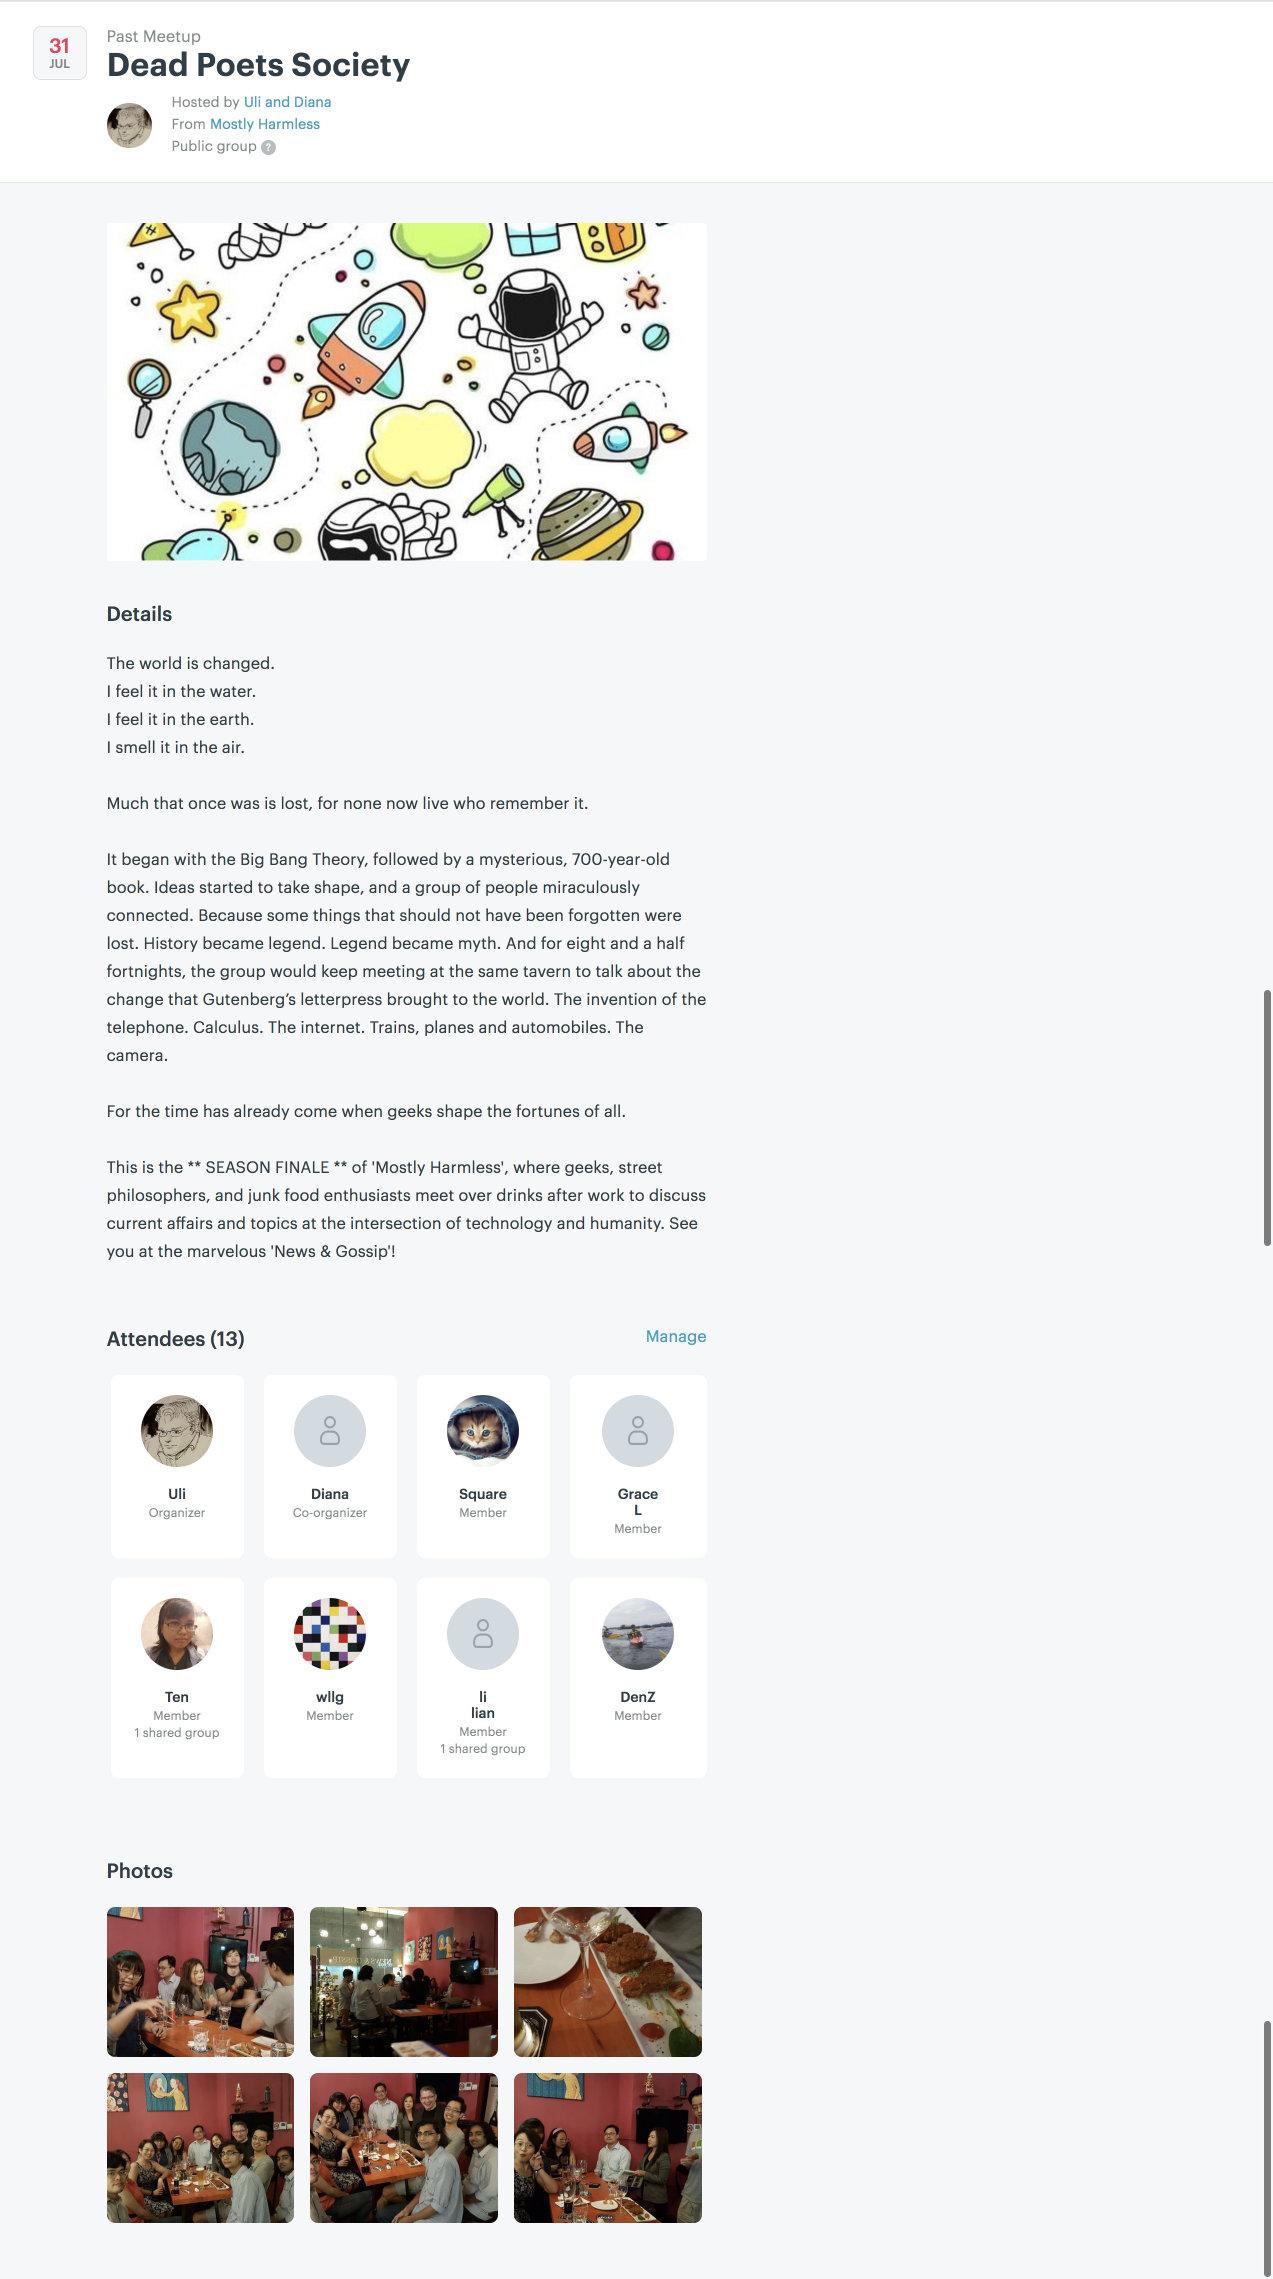 Past Meetup
31
JUL
Dead Poets Society
Hosted by Uli and Diana
From Mostly Harmless
Public group ?
Details
The world is changed.
I feel it in the water.
I feel it in the earth.
I smell it in the air.
Much that once was is lost, for none now live who remember it.
It began with the Big Bang Theory, followed by a mysterious, 700-year-old
book. Ideas started to take shape, and a group of people miraculously
connected. Because some things that should not have been forgotten were
lost. History became legend. Legend became myth. And for eight and a half
fortnights, the group would keep meeting at the same tavern to talk about the
change that Gutenberg’s letterpress brought to the world. The invention of the
telephone. Calculus. The internet. Trains, planes and automobiles. The
camera.
For the time has already come when geeks shape the fortunes of all.
This is the ** SEASON FINALE ** of 'Mostly Harmless', where geeks, street
philosophers, and junk food enthusiasts meet over drinks after work to discuss
current affairs and topics at the intersection of technology and humanity. See
you at the marvelous 'News & Gossip'!
Attendees (13)
Manage
Uli
Organizer
Diana
Co-organizer
Square
Member
Grace
L
Member
Ten
Member
1 shared group
wllg
Member
li
lian
Member
1 shared group
DenZ
Member
Photos